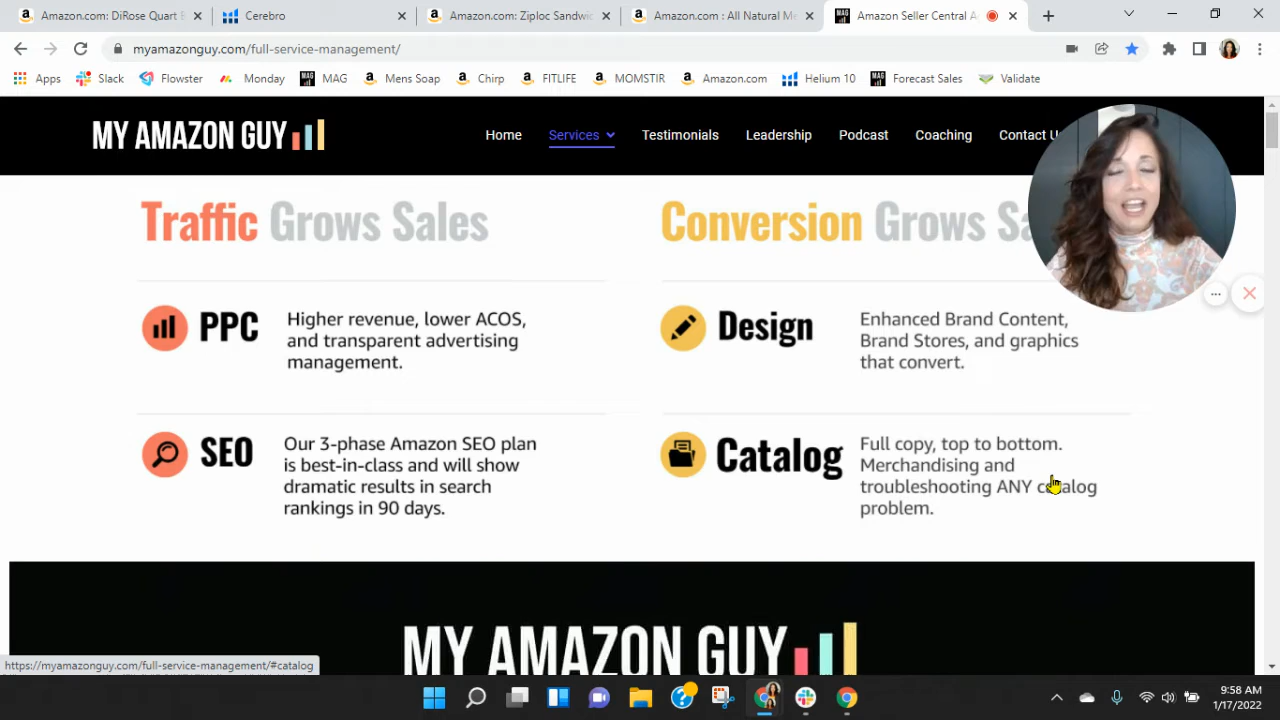 Amazon.com: DiRose Quart B
Cerebro
Amazon.com: Ziploc Sandwic
Amazon.com : All Natural Me
Amazon Seller Central A
myamazonguy.com/full-service-management/
Apps
Slack
Flowster
Monday
MAG
Mens Soap
Chirp
FITLIFE
MOMSTIR
Amazon.com
Helium 10
Forecast Sales
Validate
MY AMAZON GUY
Home
Services
Testimonials
Leadership
Podcast
Coaching
Contact U
Traffic Grows Sales
Conversion Grows Sa
PPC
Higher revenue, lower ACOS,
and transparent advertising
management.
Design
Enhanced Brand Content,
Brand Stores, and graphics
that convert.
SEO
Our 3-phase Amazon SEO plan
is best-in-class and will show
dramatic results in search
rankings in 90 days.
Catalog
Full copy, top to bottom.
Merchandising and
troubleshooting ANY catalog
problem.
MY AMAZON GUY
https://myamazonguy.com/full-service-management/#catalog
9:58 AM
1/17/2022